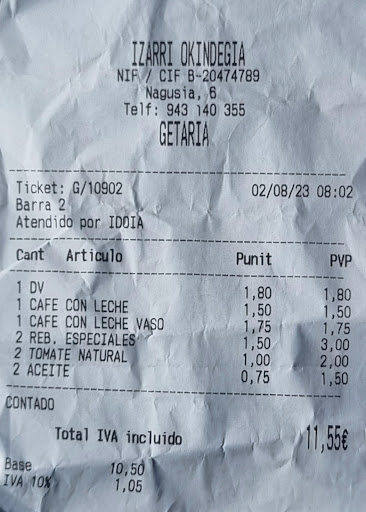 IZARRI OKINDEGIA
NIF / CIF B-20474789
Nagusia, 6
Telf: 943 140 355
GETARIA
Ticket: G/10902 02/08/23 08:02
Barra 2
Atendido por IDOIA
Cant Articulo Punit PVP
1 DV 1,80 1,80
1 CAFE CON LECHE 1,50 1,50
1 CAFE CON LECHE VASO 1,75 1,75
2 REB. ESPECIALES 1,50 3,00
2 TOMATE NATURAL 1,00 2,00
2 ACEITE 0,75 1,50
CONTADO
Total IVA incluido 11,55€
Base 10,50
IVA 10% 1,05